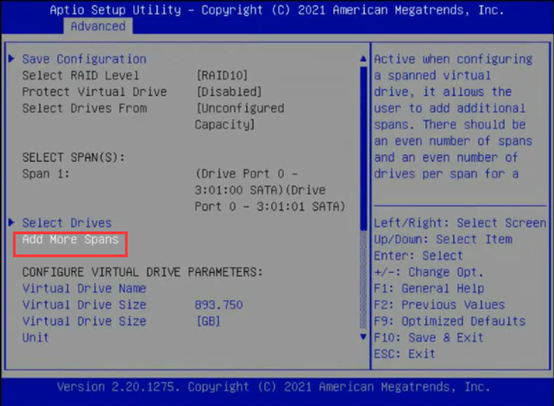 Aptio Setup Utility - Copyright (C) 2021 American Megatrends, Inc.
Advanced
Save Configuration
Select RAID Level [RAID10]
Protect Virtual Drive [Disabled]
Select Drives From [Unconfigured
Capacity]
SELECT SPAN(S):
Span 1: (Drive Port 0 -
3:01:00 SATA)(Drive
Port 0 - 3:01:01 SATA)
Select Drives
Add More Spans
CONFIGURE VIRTUAL DRIVE PARAMETERS:
Virtual Drive Name
Virtual Drive Size 893.750
Virtual Drive Size [GB]
Unit
Active when configuring
a spanned virtual
drive, it allows the
user to add additional
spans. There should be
an even number of spans
and an even number of
drives per span for a
Left/Right: Select Screen
Up/Down: Select Item
Enter: Select
+/-: Change Opt.
F1: General Help
F2: Previous Values
F9: Optimized Defaults
F10: Save & Exit
ESC: Exit
Version 2.20.1275. Copyright (C) 2021 American Megatrends, Inc.